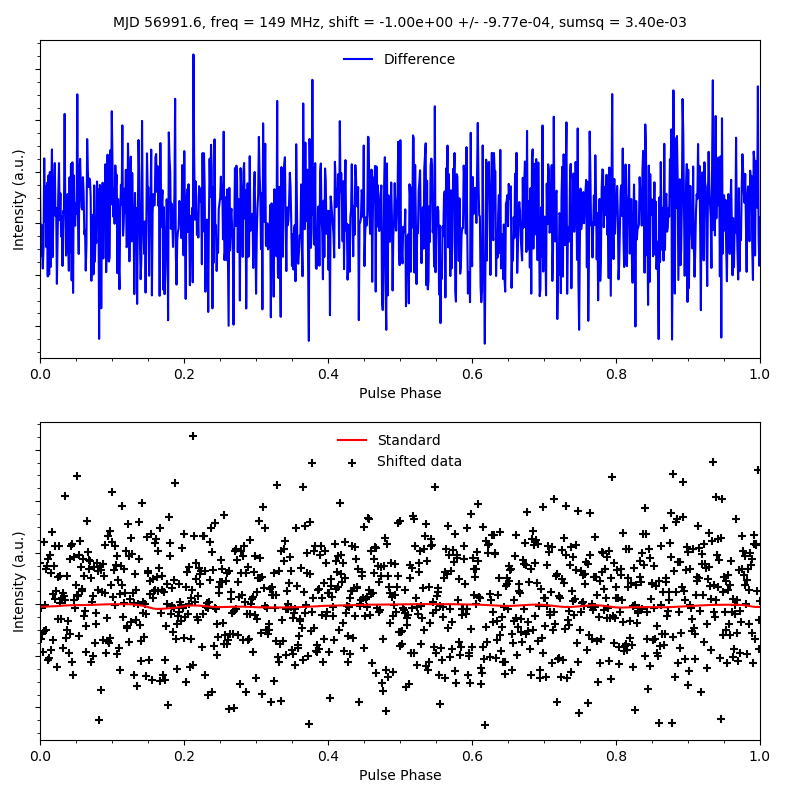 MJD 56991.6, freq = 149 MHz, shift = -1.00e+00 +/- -9.77e-04, sumsq = 3.40e-03
Difference
Intensity (a.u.)
0.0 0.2 0.4 0.6 0.8 1.0
Pulse Phase
Standard
Shifted data
Intensity (a.u.)
0.0 0.2 0.4 0.6 0.8 1.0
Pulse Phase